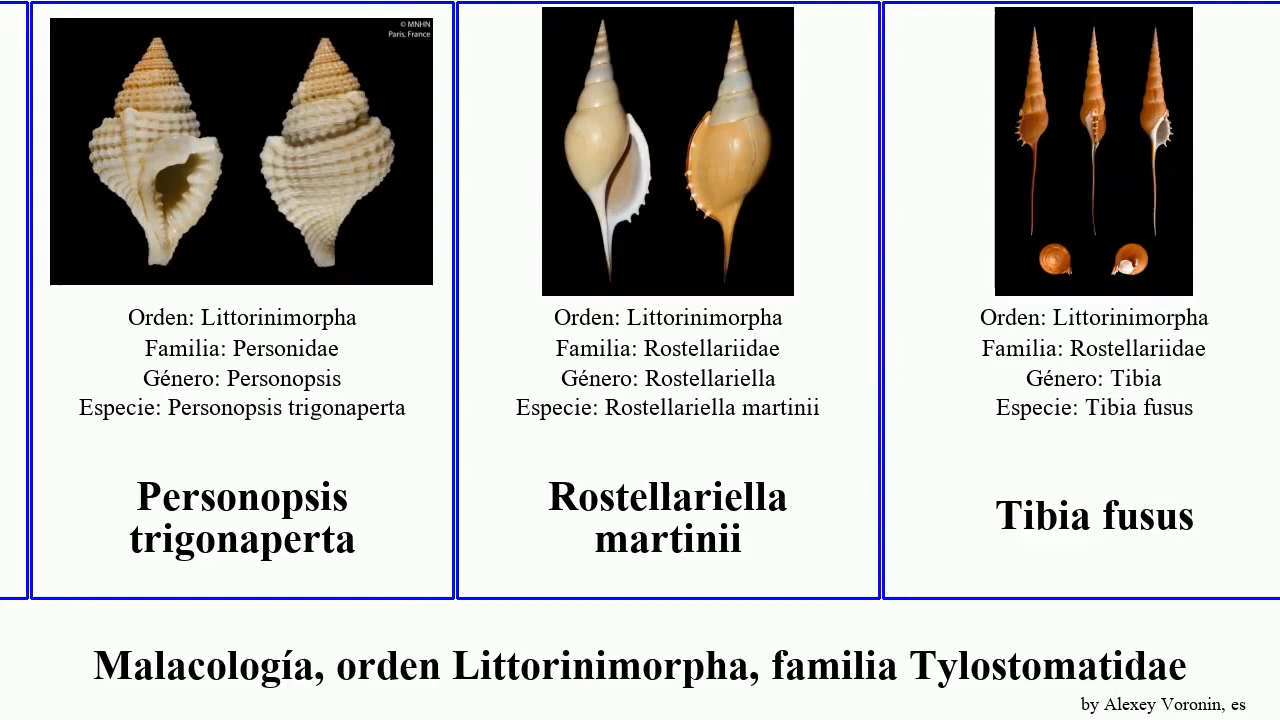 © MNHN
Paris, France
Orden: Littorinimorpha
Familia: Personidae
Género: Personopsis
Especie: Personopsis trigonaperta
Personopsis
trigonaperta
Orden: Littorinimorpha
Familia: Rostellariidae
Género: Rostellariella
Especie: Rostellariella martinii
Rostellariella
martinii
Orden: Littorinimorpha
Familia: Rostellariidae
Género: Tibia
Especie: Tibia fusus
Tibia fusus
Malacología, orden Littorinimorpha, familia Tylostomatidae
by Alexey Voronin, es